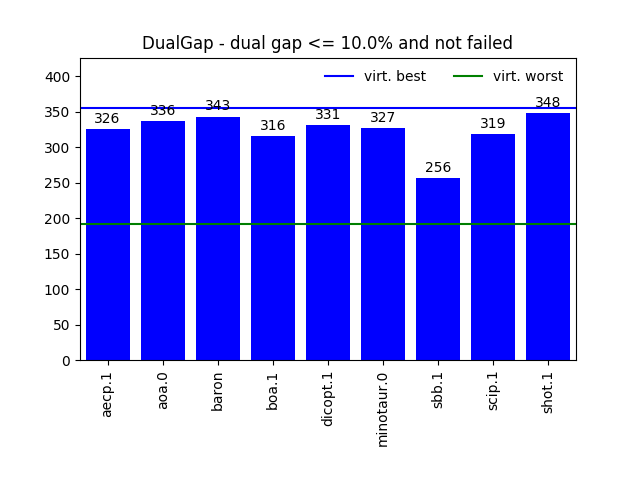 DualGap - dual gap <= 10.0% and not failed
virt. best
virt. worst
400
350
300
250
200
150
100
50
0
326
336
343
316
331
327
256
319
348
aecp.1
aoa.0
baron
boa.1
dicopt.1
minotaur.0
sbb.1
scip.1
shot.1